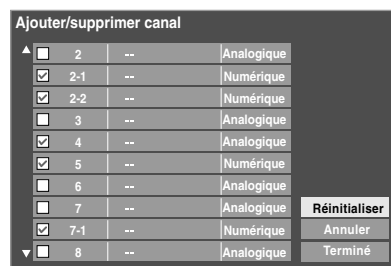 Ajouter/supprimer canal
2 -- Analogique
2-1 -- Numérique
2-2 -- Numérique
3 -- Analogique
4 -- Analogique
5 -- Numérique
6 -- Analogique
7 -- Analogique
7-1 -- Numérique
8 -- Analogique
Réinitialiser
Annuler
Terminé